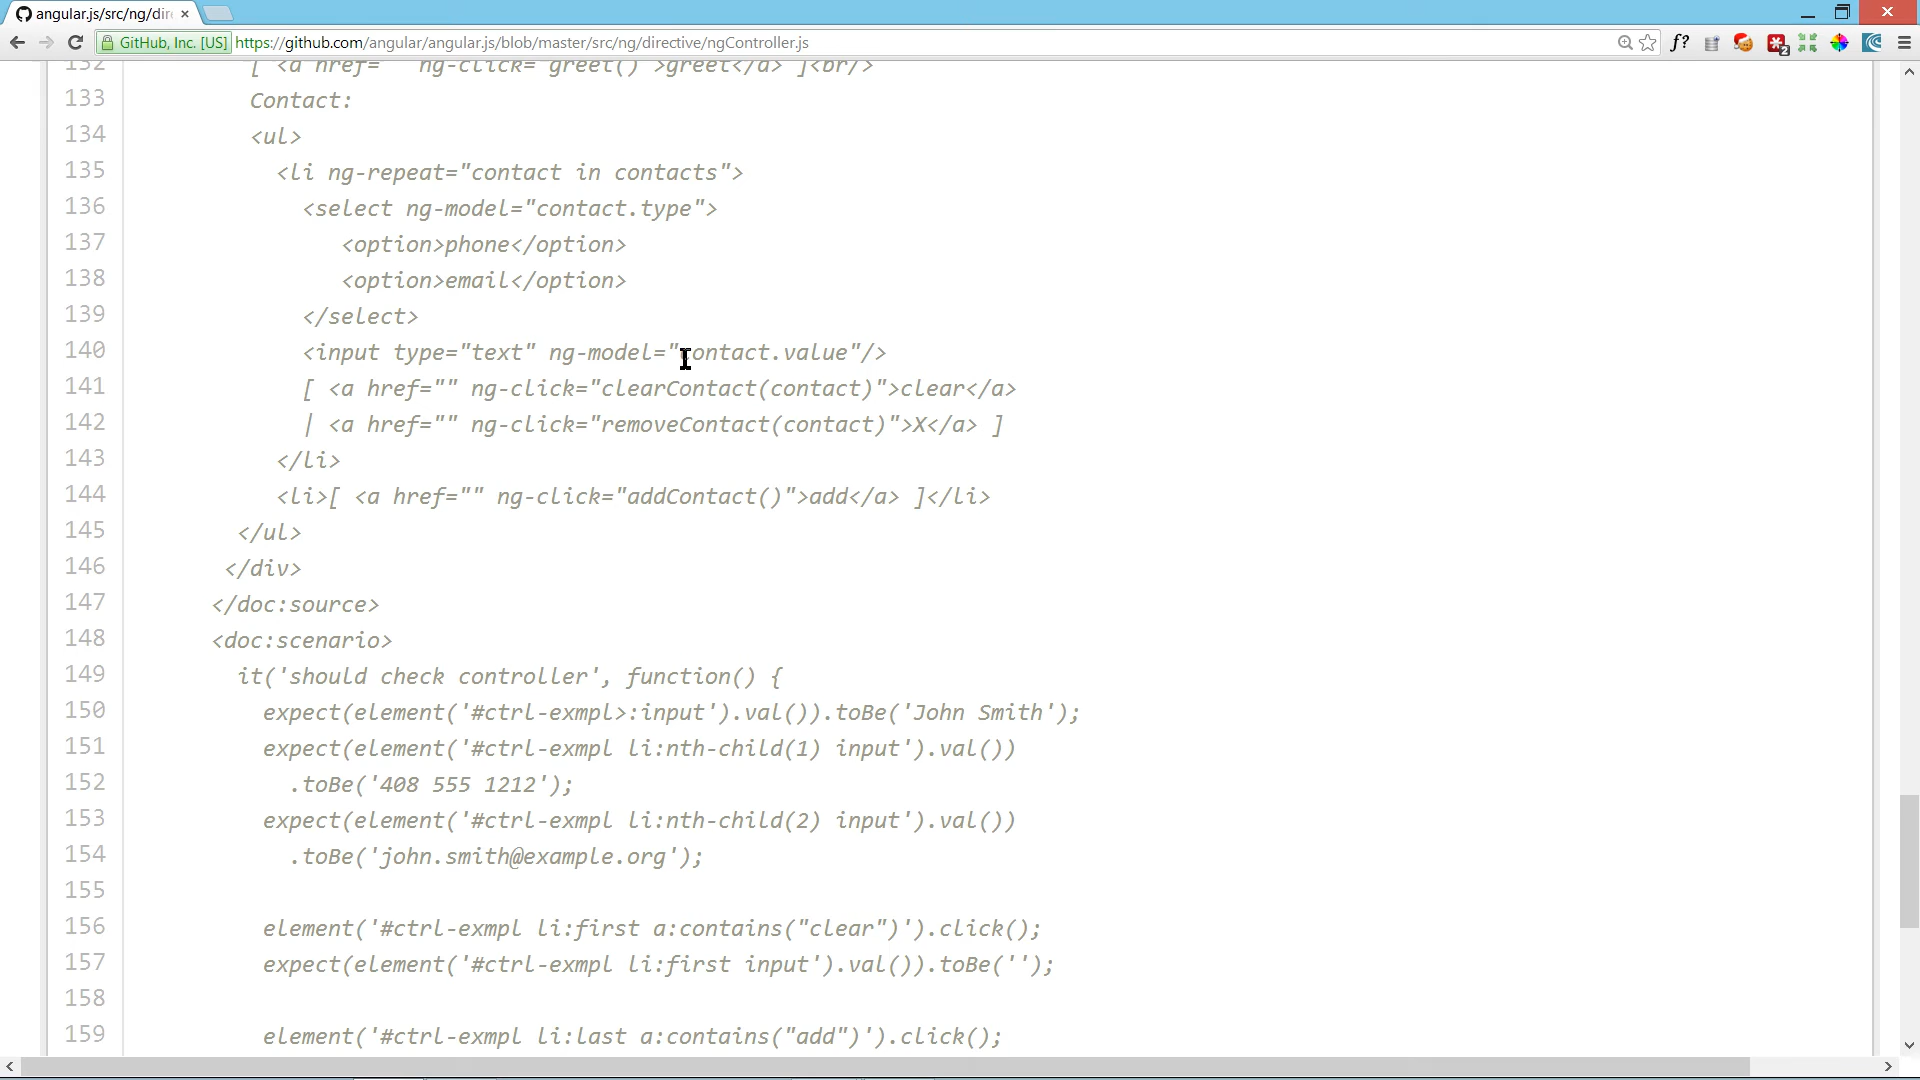 angular.js/src/ng/dir
GitHub, Inc. [US] https://github.com/angular/angular.js/blob/master/src/ng/directive/ngController.js
f?
2
132 [ <a href="" ng-click="greet()">greet</a> ]<br/>
133 Contact:
134 <ul>
135 <li ng-repeat="contact in contacts">
136 <select ng-model="contact.type">
137 <option>phone</option>
138 <option>email</option>
139 </select>
140 <input type="text" ng-model="contact.value"/>
141 [ <a href="" ng-click="clearContact(contact)">clear</a>
142 | <a href="" ng-click="removeContact(contact)">X</a> ]
143 </li>
144 <li>[ <a href="" ng-click="addContact()">add</a> ]</li>
145 </ul>
146 </div>
147 </doc:source>
148 <doc:scenario>
149 it('should check controller', function() {
150 expect(element('#ctrl-exmpl>:input').val()).toBe('John Smith');
151 expect(element('#ctrl-exmpl li:nth-child(1) input').val())
152 .toBe('408 555 1212');
153 expect(element('#ctrl-exmpl li:nth-child(2) input').val())
154 .toBe('john.smith@example.org');
155
156 element('#ctrl-exmpl li:first a:contains("clear")').click();
157 expect(element('#ctrl-exmpl li:first input').val()).toBe('');
158
159 element('#ctrl-exmpl li:last a:contains("add")').click();